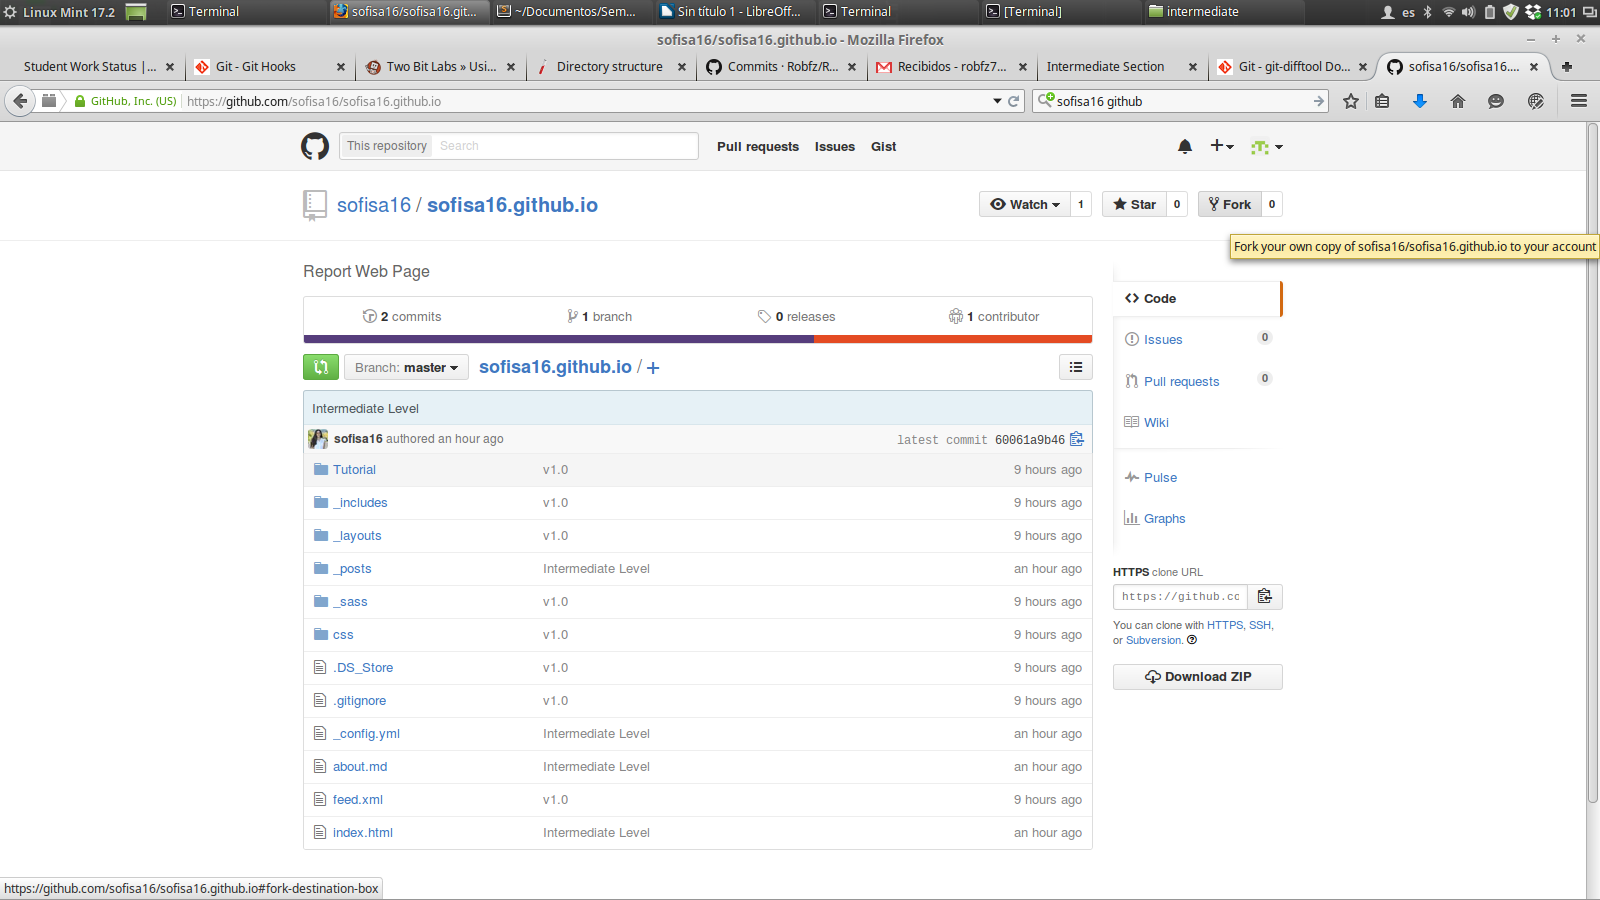 Linux Mint 17.2
Terminal
sofisa16/sofisa16.git...
~/Documentos/Sem...
Sin título 1 - LibreOff...
Terminal
[Terminal]
intermediate
es
11:01
sofisa16/sofisa16.github.io - Mozilla Firefox
Student Work Status |...
Git - Git Hooks
Two Bit Labs » Usi...
Directory structure
Commits · Robfz/R...
Recibidos - robfz7...
Intermediate Section
Git - git-difftool Do...
sofisa16/sofisa16....
GitHub, Inc. (US)
https://github.com/sofisa16/sofisa16.github.io
sofisa16 github
This repository
Search
Pull requests
Issues
Gist
sofisa16 / sofisa16.github.io
Watch
1
Star
0
Fork
0
Fork your own copy of sofisa16/sofisa16.github.io to your account
Report Web Page
2 commits
1 branch
0 releases
1 contributor
Branch: master
sofisa16.github.io / +
Intermediate Level
sofisa16 authored an hour ago
latest commit 60061a9b46
Tutorial
v1.0
9 hours ago
_includes
v1.0
9 hours ago
_layouts
v1.0
9 hours ago
_posts
Intermediate Level
an hour ago
_sass
v1.0
9 hours ago
css
v1.0
9 hours ago
.DS_Store
v1.0
9 hours ago
.gitignore
v1.0
9 hours ago
_config.yml
Intermediate Level
an hour ago
about.md
Intermediate Level
an hour ago
feed.xml
v1.0
9 hours ago
index.html
Intermediate Level
an hour ago
Code
Issues
0
Pull requests
0
Wiki
Pulse
Graphs
HTTPS clone URL
https://github.cc
You can clone with HTTPS, SSH,
or Subversion.
Download ZIP
https://github.com/sofisa16/sofisa16.github.io#fork-destination-box